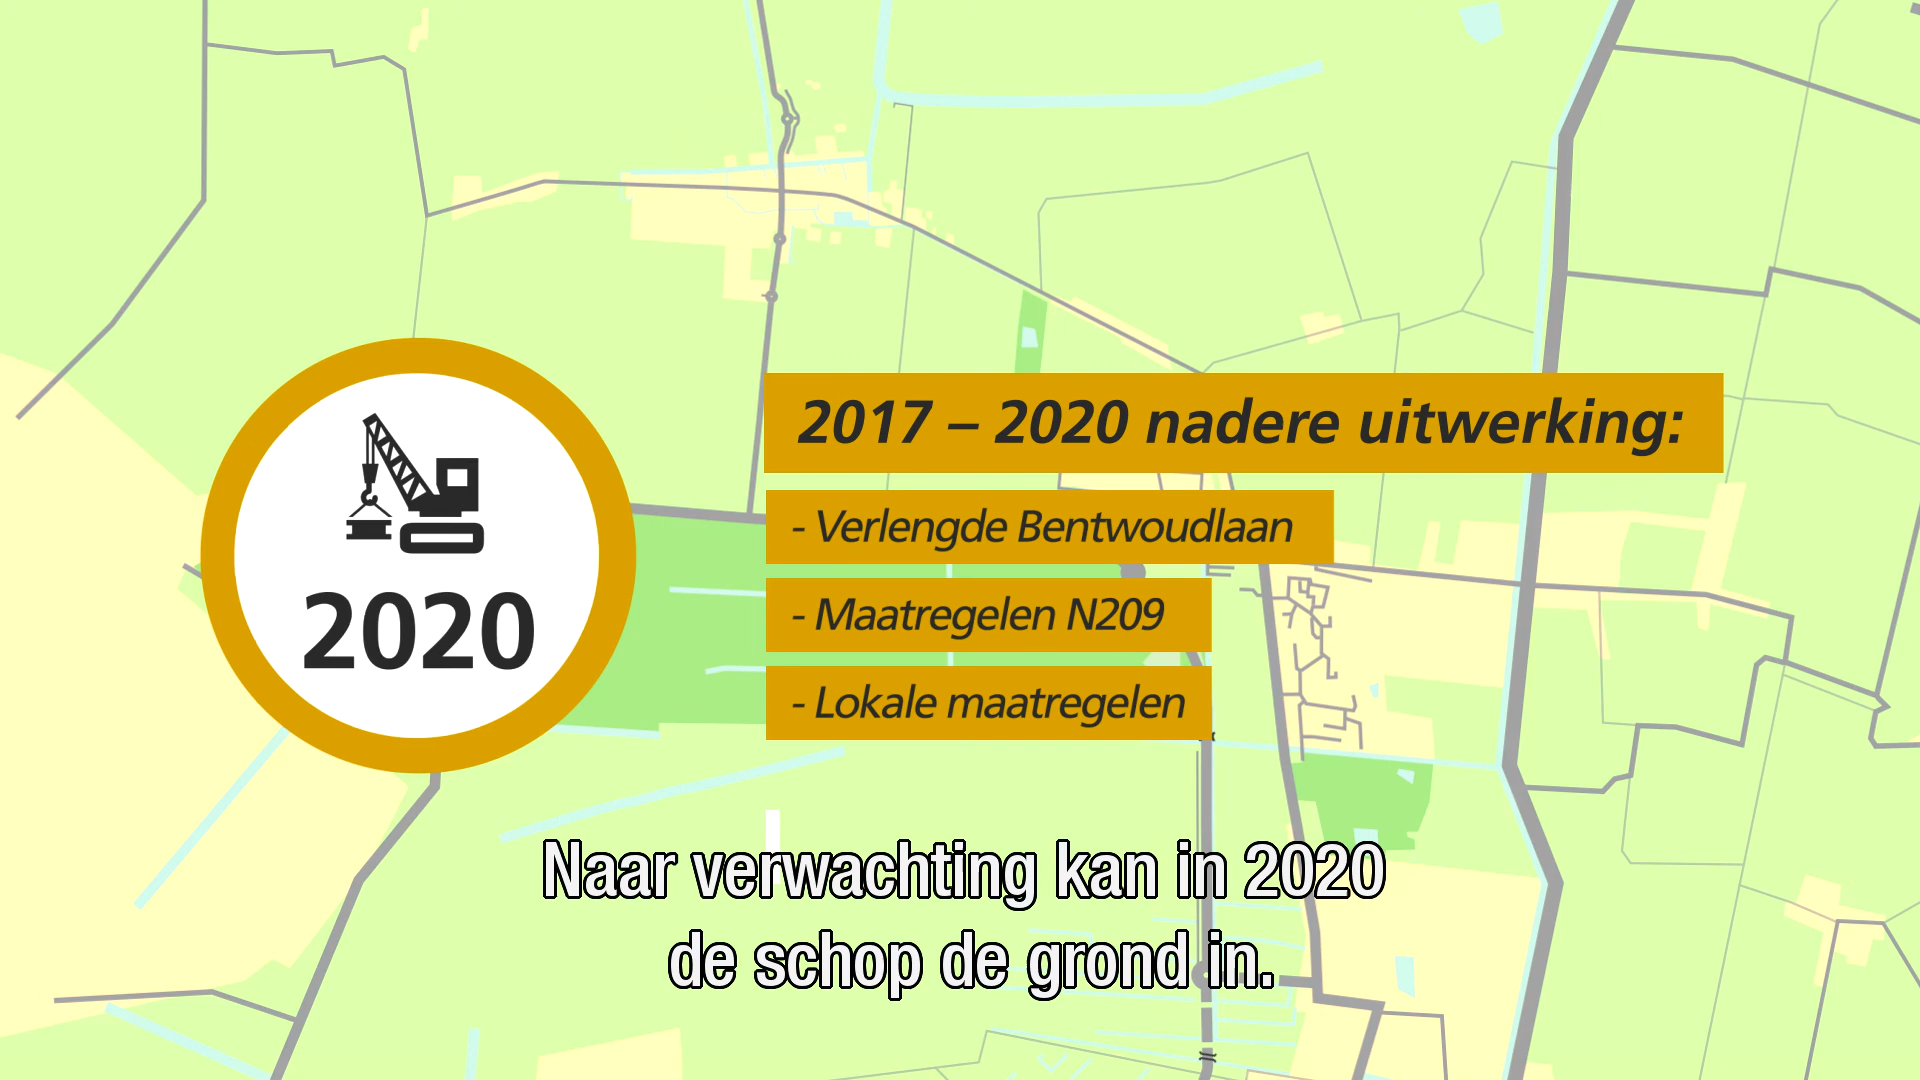 2020
2017 – 2020 nadere uitwerking:
- Verlengde Bentwoudlaan
- Maatregelen N209
- Lokale maatregelen
Naar verwachting kan in 2020
de schop de grond in.